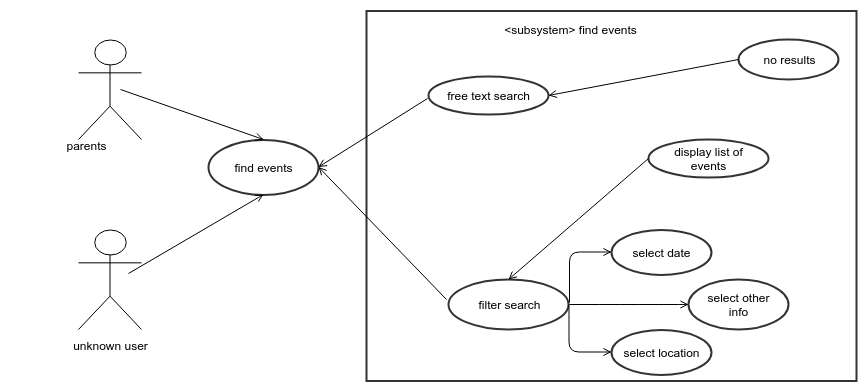 <subsystem> find events
no results
free text search
parents
display list of
events
find events
select date
select other
info
filter search
unknown user
select location